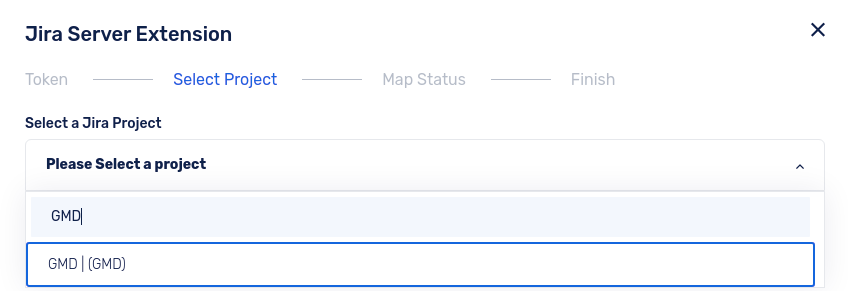 Jira Server Extension
Token Select Project Map Status Finish
Select a Jira Project
Please Select a project
GMD
GMD | (GMD)